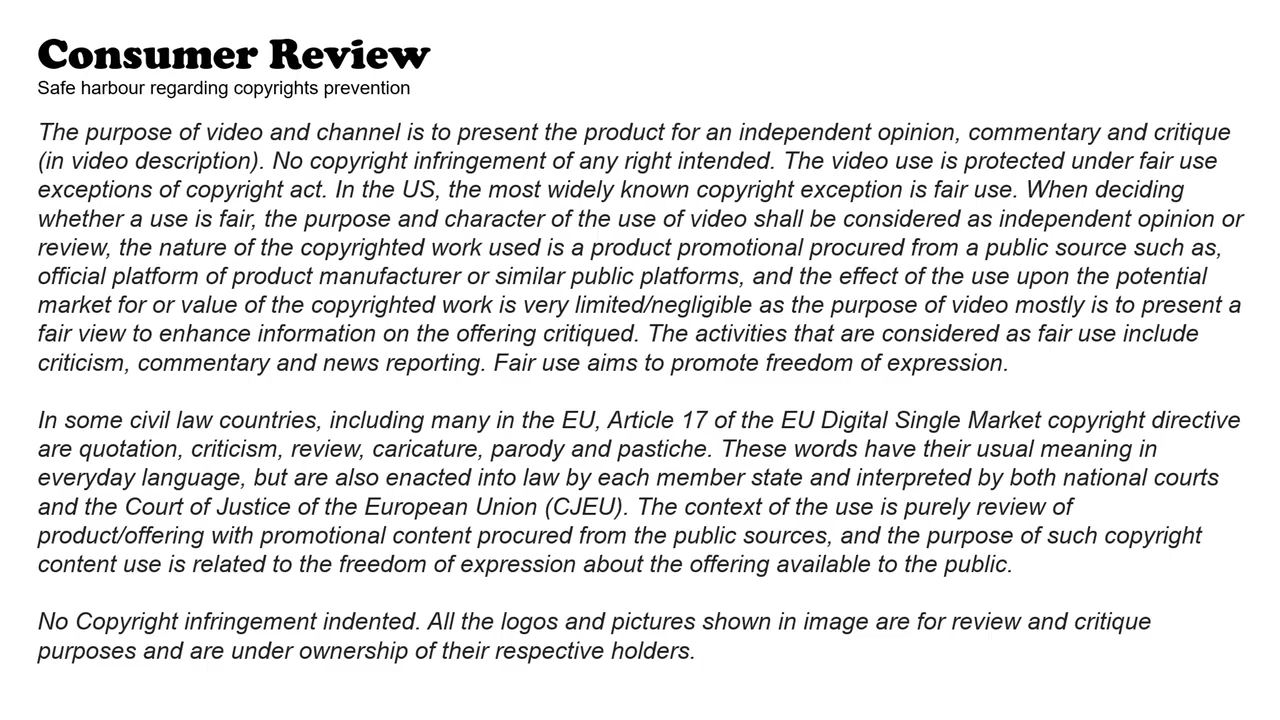 Consumer Review
Safe harbour regarding copyrights prevention
The purpose of video and channel is to present the product for an independent opinion, commentary and critique
(in video description). No copyright infringement of any right intended. The video use is protected under fair use
exceptions of copyright act. In the US, the most widely known copyright exception is fair use. When deciding
whether a use is fair, the purpose and character of the use of video shall be considered as independent opinion or
review, the nature of the copyrighted work used is a product promotional procured from a public source such as,
official platform of product manufacturer or similar public platforms, and the effect of the use upon the potential
market for or value of the copyrighted work is very limited/negligible as the purpose of video mostly is to present a
fair view to enhance information on the offering critiqued. The activities that are considered as fair use include
criticism, commentary and news reporting. Fair use aims to promote freedom of expression.
In some civil law countries, including many in the EU, Article 17 of the EU Digital Single Market copyright directive
are quotation, criticism, review, caricature, parody and pastiche. These words have their usual meaning in
everyday language, but are also enacted into law by each member state and interpreted by both national courts
and the Court of Justice of the European Union (CJEU). The context of the use is purely review of
product/offering with promotional content procured from the public sources, and the purpose of such copyright
content use is related to the freedom of expression about the offering available to the public.
No Copyright infringement indented. All the logos and pictures shown in image are for review and critique
purposes and are under ownership of their respective holders.